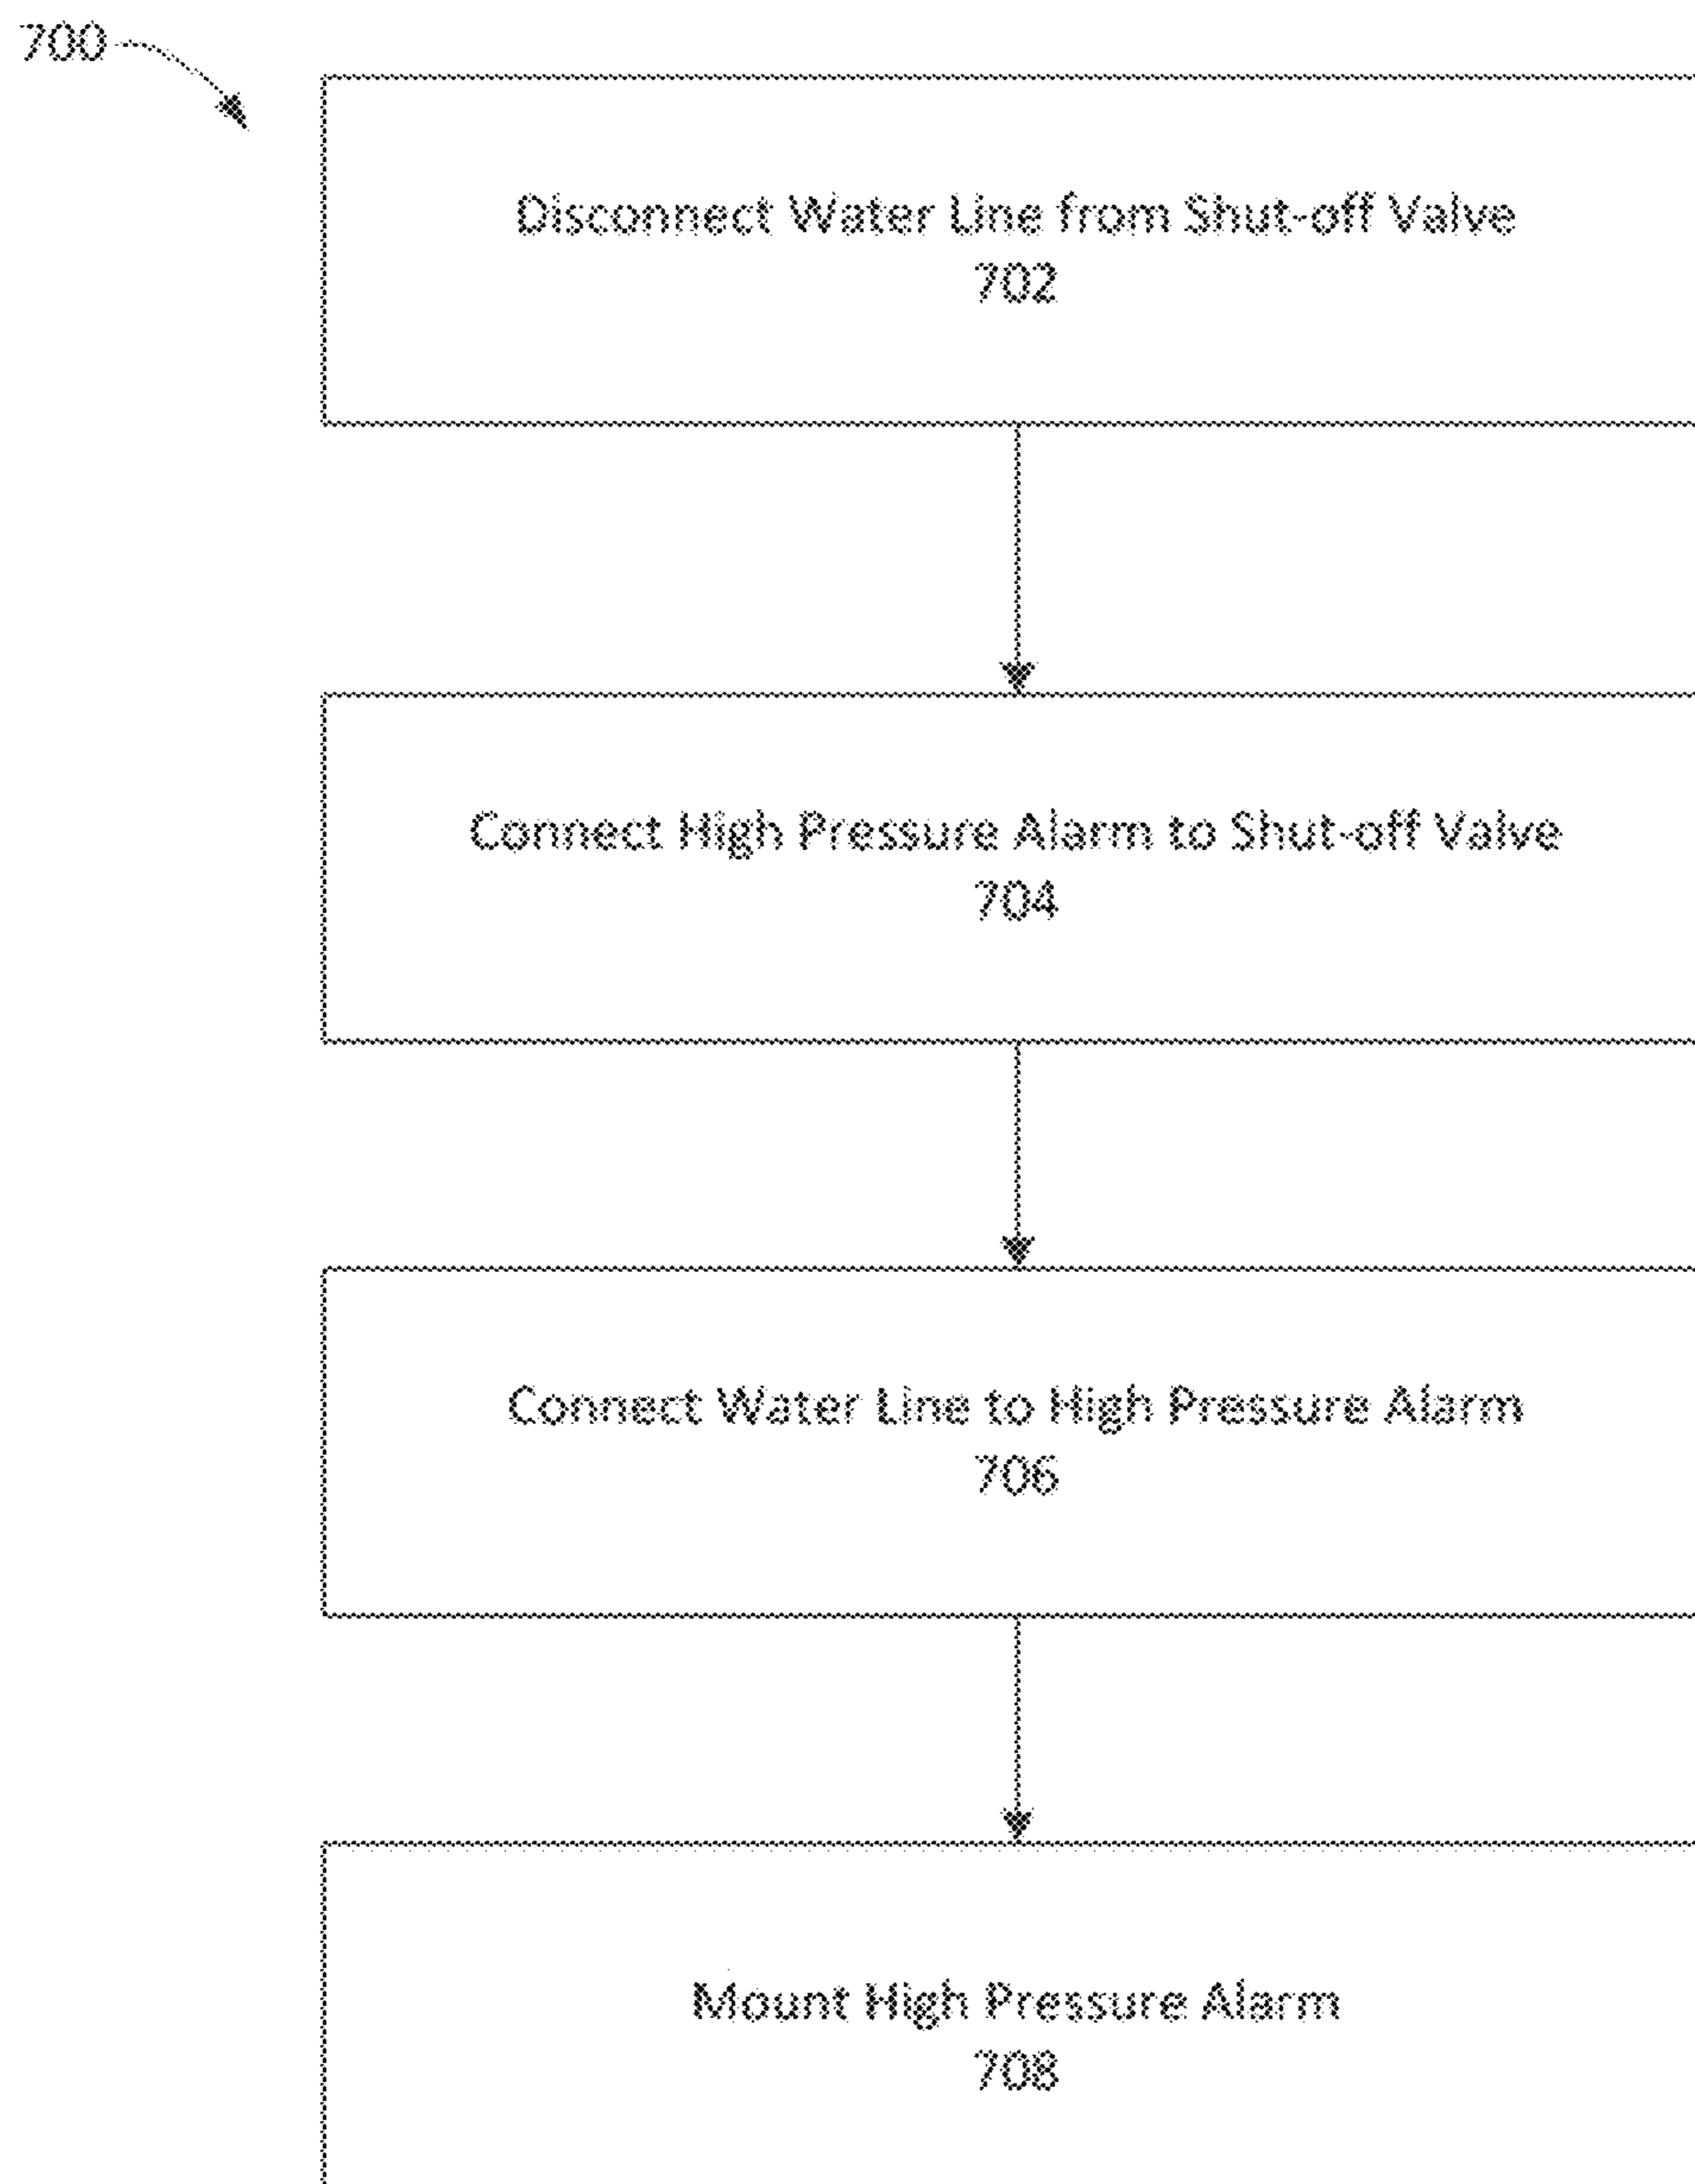 700
Disconnect Water Line from Shut-off Valve
702
Connect High Pressure Alarm to Shut-off Valve
704
Connect Water Line to High Pressure Alarm
706
Mount High Pressure Alarm
708